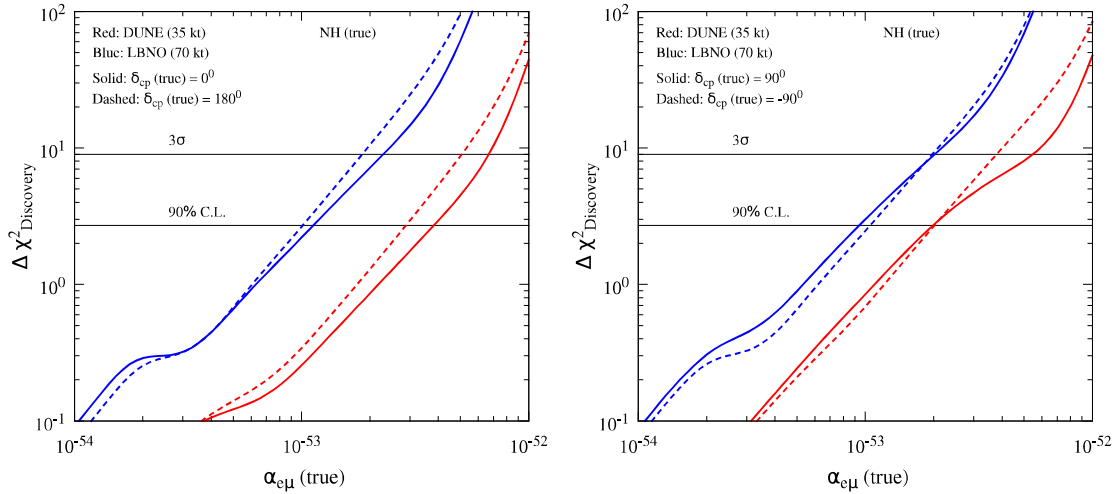 Red: DUNE (35 kt)
NH (true)
Blue: LBNO (70 kt)
Solid: δcp (true) = 0⁰
Dashed: δcp (true) = 180⁰
3σ
90% C.L.
Δ χ²Discovery
10²
10¹
10⁰
10⁻¹
10⁻⁵⁴
10⁻⁵³
10⁻⁵²
αeμ (true)
Red: DUNE (35 kt)
NH (true)
Blue: LBNO (70 kt)
Solid: δcp (true) = 90⁰
Dashed: δcp (true) = -90⁰
3σ
90% C.L.
Δ χ²Discovery
10²
10¹
10⁰
10⁻¹
10⁻⁵⁴
10⁻⁵³
10⁻⁵²
αeμ (true)